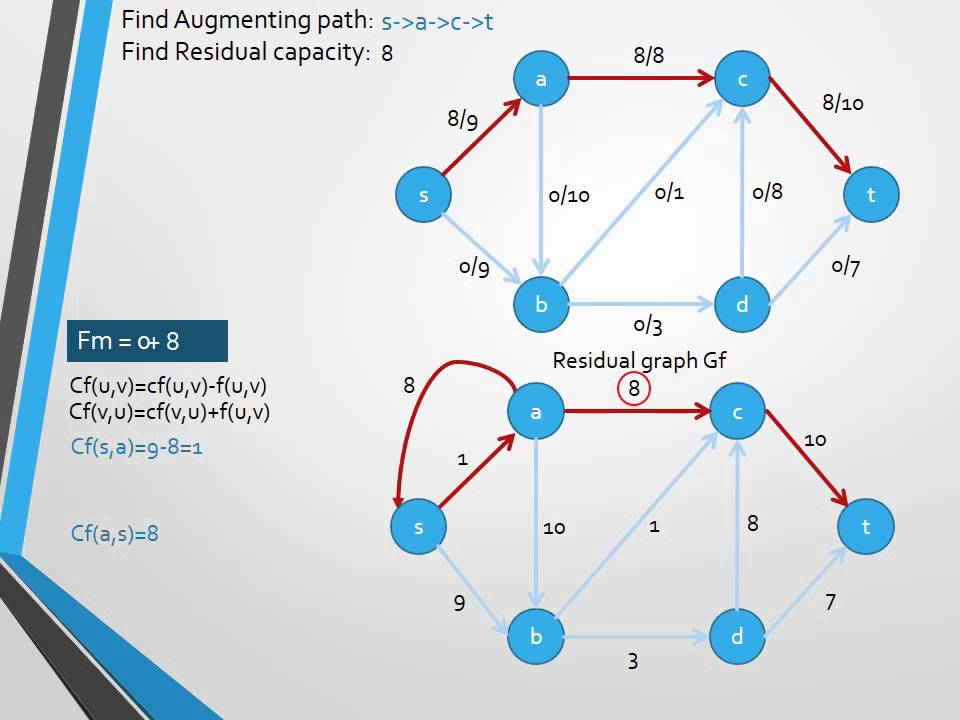 Find Augmenting path: s->a->c->t
Find Residual capacity: 8
8/8
a
c
8/9
8/10
s
0/10
0/1
0/8
t
0/9
0/7
b
d
0/3
Fm = 0+ 8
Residual graph Gf
Cf(u,v)=cf(u,v)-f(u,v)
Cf(v,u)=cf(v,u)+f(u,v)
Cf(s,a)=9-8=1
Cf(a,s)=8
8
8
a
c
1
10
s
10
1
8
t
9
7
b
d
3